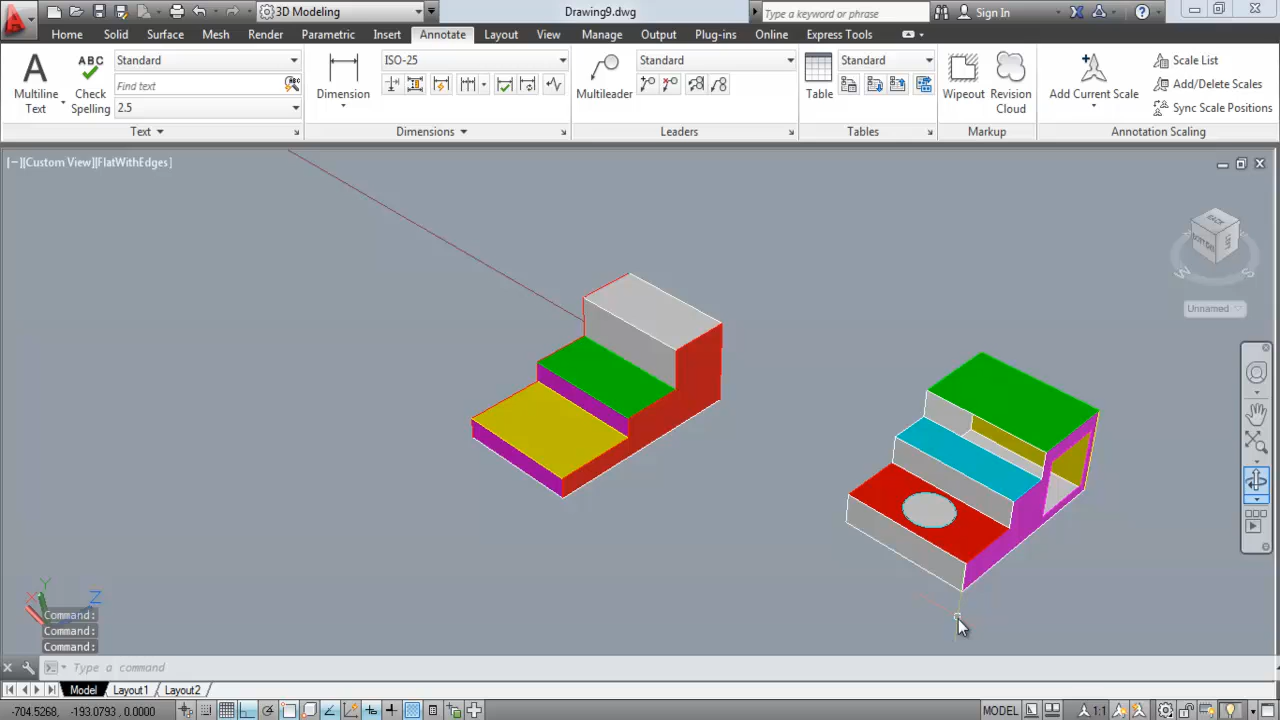 3D Modeling
Drawing9.dwg
Type a keyword or phrase
Sign In
Home Solid Surface Mesh Render Parametric Insert Annotate Layout View Manage Output Plug-ins Online Express Tools
Multiline Text
ABC
Check Spelling
Standard
Find text
2.5
Dimension
ISO-25
Multileader
Standard
Table
Standard
Wipeout
Revision Cloud
Add Current Scale
Scale List
Add/Delete Scales
Sync Scale Positions
Text
Dimensions
Leaders
Tables
Markup
Annotation Scaling
[−][Custom View][FlatWithEdges]
BACK
BOTTOM
W
S
Unnamed
Y
X
Z
Command:
Command:
Command:
Type a command
Model Layout1 Layout2
-704.5268, -193.0793, 0.0000
MODEL
1:1